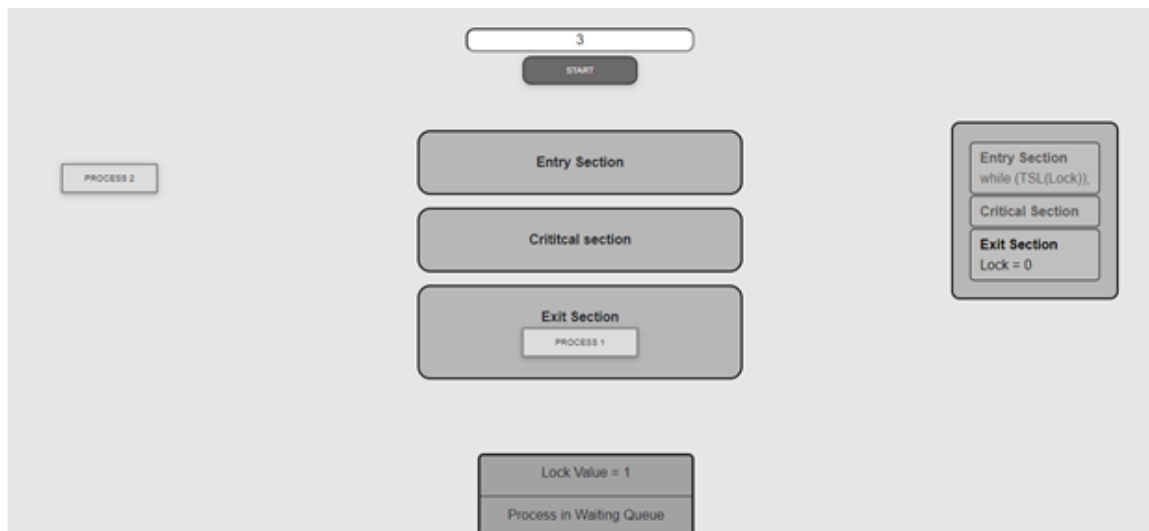 3
START
PROCESS 2
Entry Section
Crititcal section
Exit Section
PROCESS 1
Entry Section
while (TSL(Lock));
Critical Section
Exit Section
Lock = 0
Lock Value = 1
Process in Waiting Queue